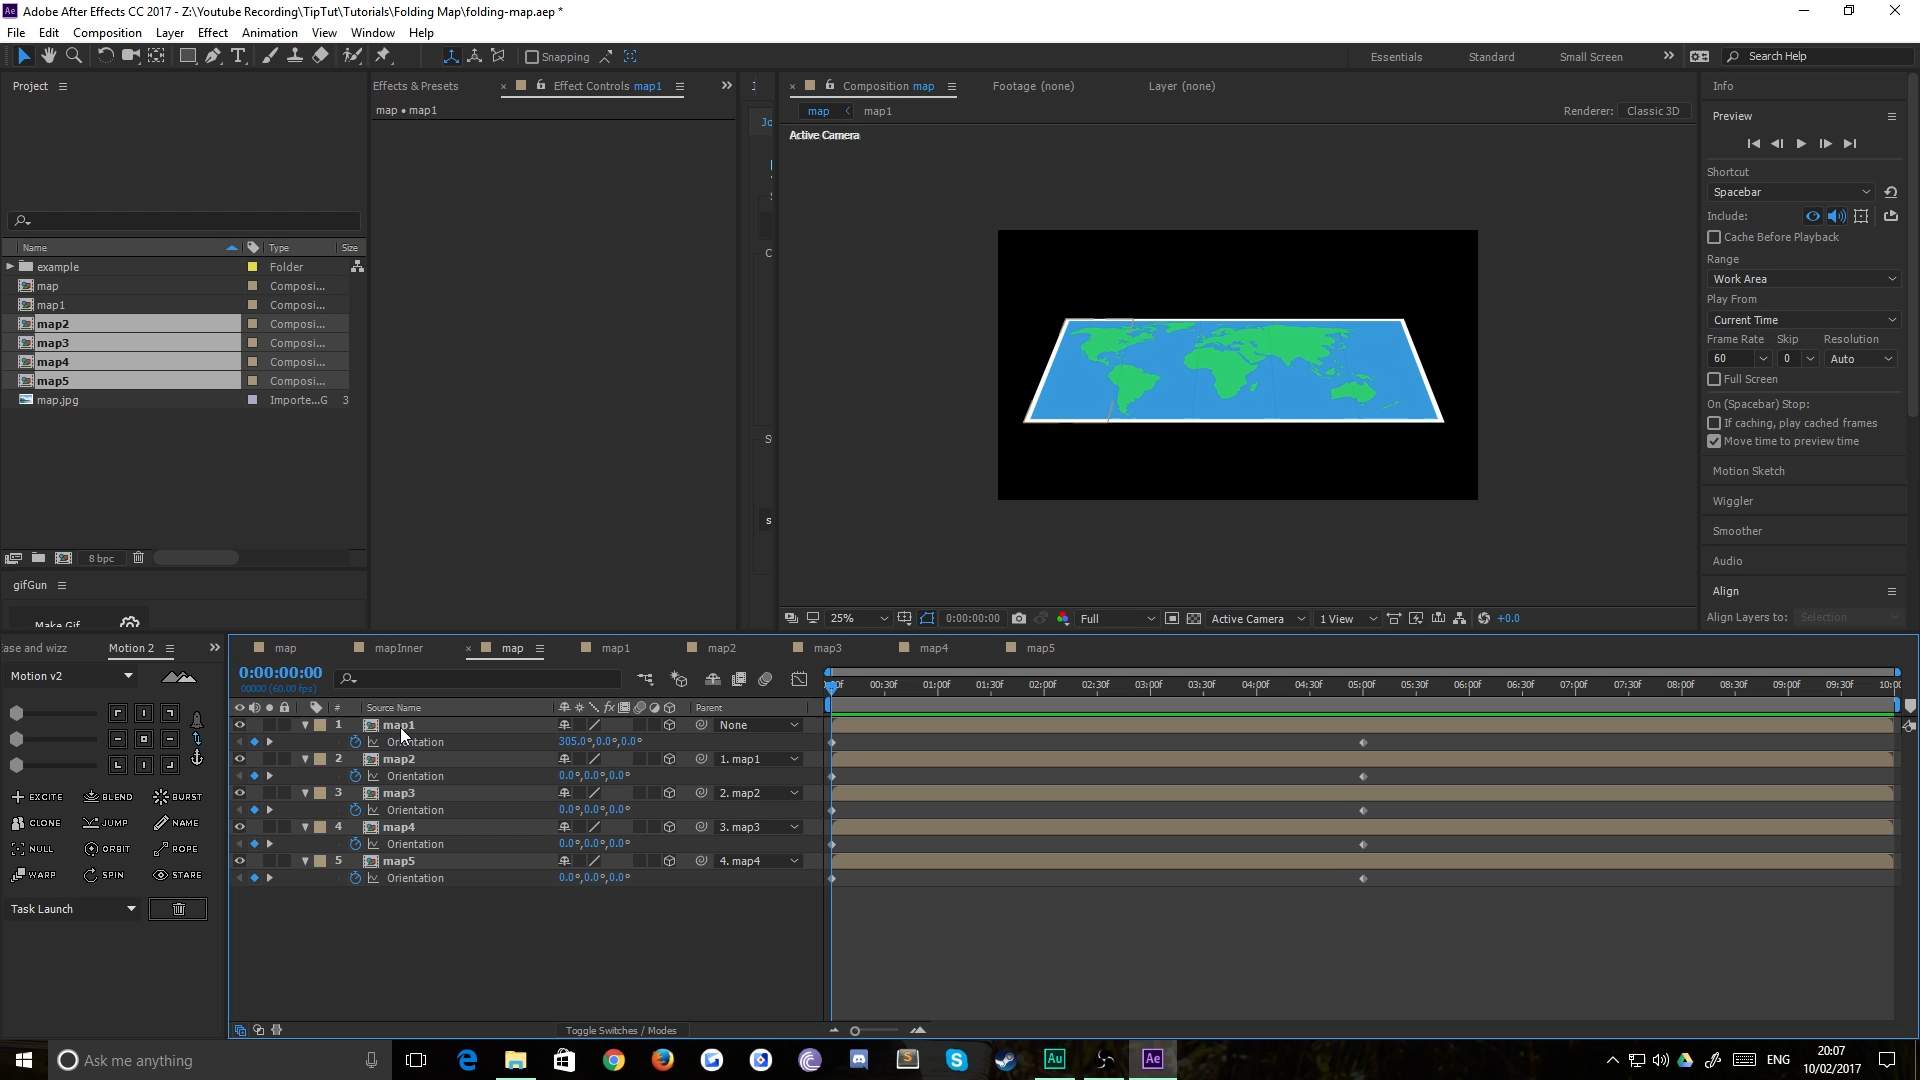 Adobe After Effects CC 2017 - Z:\Youtube Recording\TipTut\Tutorials\Folding Map\folding-map.aep *
File Edit Composition Layer Effect Animation View Window Help
Snapping
Essentials Standard Small Screen Search Help
Project
Effects & Presets
Effect Controls map1
map • map1
Composition map
Footage (none)
Layer (none)
map map1
Renderer: Classic 3D
Active Camera
Info
Preview
Shortcut
Spacebar
Include:
Cache Before Playback
Range
Work Area
Play From
Current Time
Frame Rate Skip Resolution
60 0 Auto
Full Screen
On (Spacebar) Stop:
If caching, play cached frames
Move time to preview time
Motion Sketch
Wiggler
Smoother
Audio
Align
Align Layers to: Selection
Name Type Size
example Folder
map Composi...
map1 Composi...
map2 Composi...
map3 Composi...
map4 Composi...
map5 Composi...
map.jpg Importe...G 3
8 bpc
gifGun
Make Gif
25% 0:00:00:00 Full Active Camera 1 View +0.0
ase and wizz Motion 2
Motion v2
EXCITE BLEND BURST
CLONE JUMP NAME
NULL ORBIT ROPE
WARP SPIN STARE
Task Launch
map mapInner map map1 map2 map3 map4 map5
0:00:00:00
00000 (60.00 fps)
00:30f 01:00f 01:30f 02:00f 02:30f 03:00f 03:30f 04:00f 04:30f 05:00f 05:30f 06:00f 06:30f 07:00f 07:30f 08:00f 08:30f 09:00f 09:30f 10:00
# Source Name Parent
1 map1 None
Orientation 305.0°,0.0°,0.0°
2 map2 1. map1
Orientation 0.0°,0.0°,0.0°
3 map3 2. map2
Orientation 0.0°,0.0°,0.0°
4 map4 3. map3
Orientation 0.0°,0.0°,0.0°
5 map5 4. map4
Orientation 0.0°,0.0°,0.0°
Toggle Switches / Modes
Ask me anything
ENG
20:07
10/02/2017